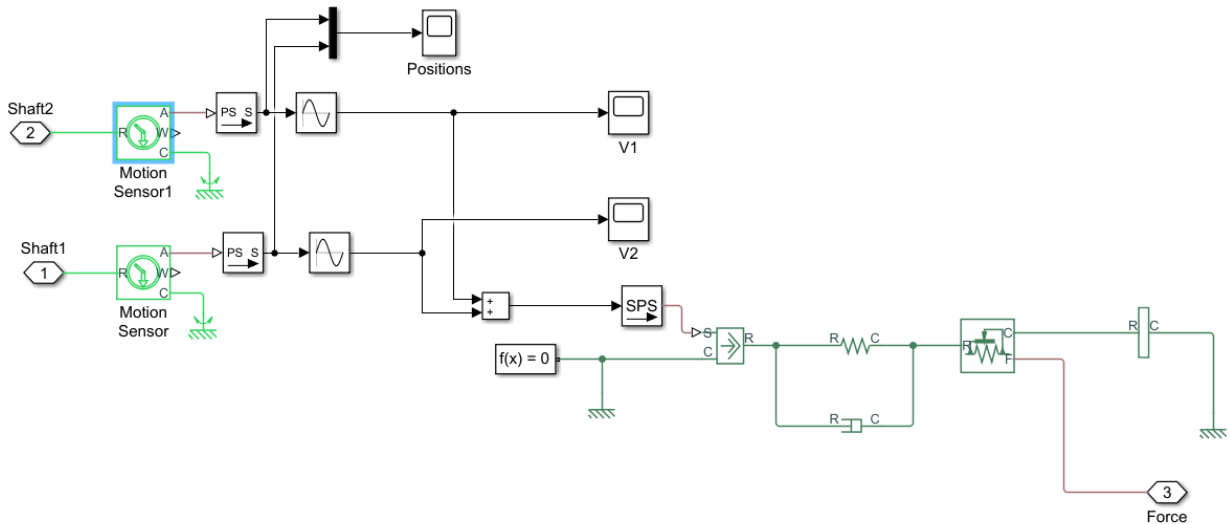 Positions
Shaft2
2
R
A
W
C
Motion
Sensor1
PS S
V1
V2
Shaft1
1
R
A
W
C
Motion
Sensor
PS S
+
+
SPS
f(x) = 0
S
C
R
R C
R C
R
C
F
R C
3
Force